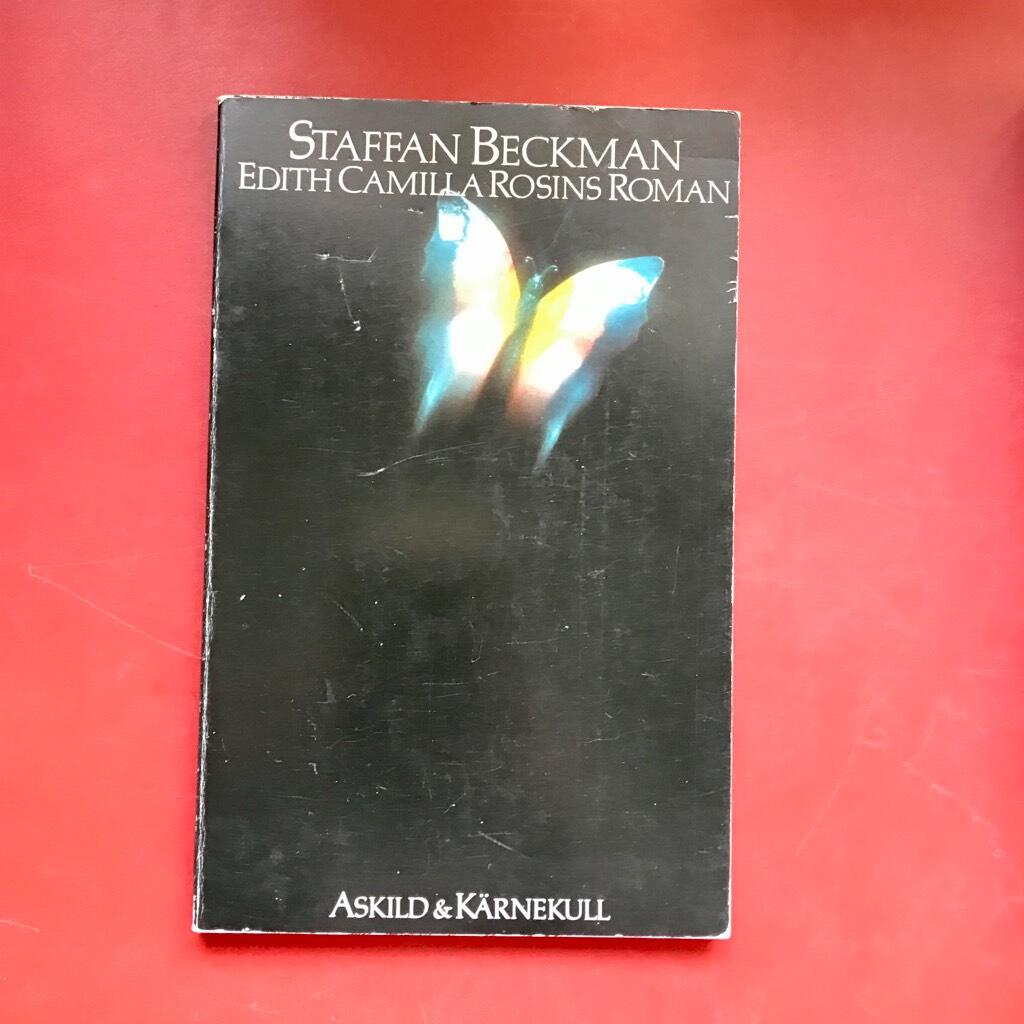 STAFFAN BECKMAN
EDITH CAMILLA ROSINS ROMAN
ASKILD & KÄRNEKULL